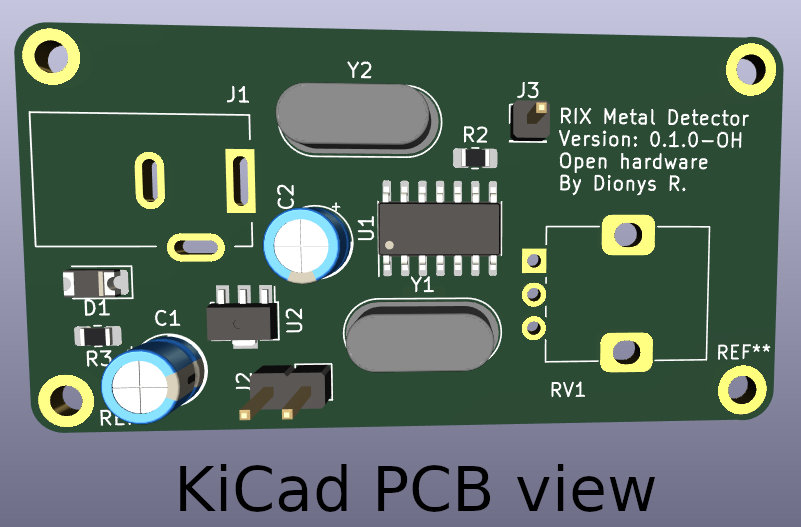 Y2
J1
J3
RIX Metal Detector
Version: 0.1.0-OH
Open hardware
By Dionys R.
R2
C2
+
U1
Y1
D1
C1
U2
R3
J2
REF**
RV1
KiCad PCB view